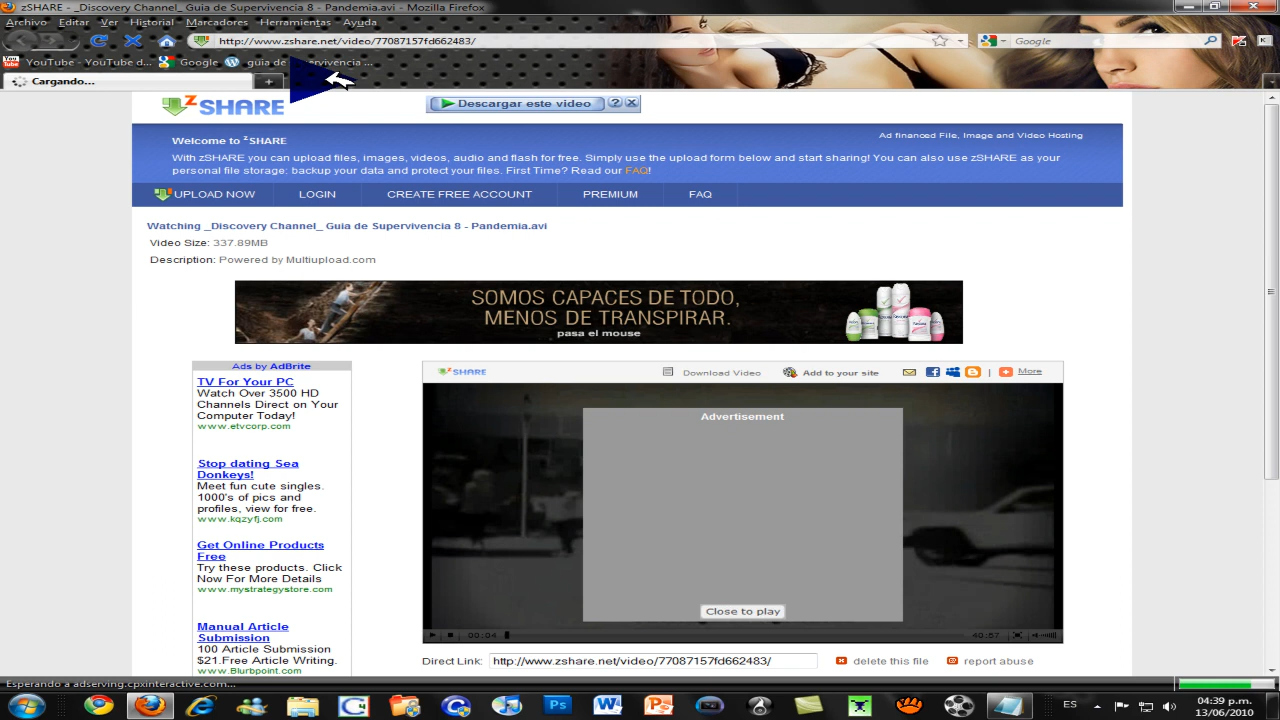 zSHARE - _Discovery Channel_ Guia de Supervivencia 8 - Pandemia.avi - Mozilla Firefox
Archivo Editar Ver Historial Marcadores Herramientas Ayuda
http://www.zshare.net/video/77087157fd662483/
Google
YouTube - YouTube d... Google guia de supervivencia ...
Cargando...
zSHARE
Descargar este video ?
Welcome to zSHARE
Ad financed File, Image and Video Hosting
With zSHARE you can upload files, images, videos, audio and flash for free. Simply use the upload form below and start sharing! You can also use zSHARE as your
personal file storage: backup your data and protect your files. First Time? Read our FAQ!
UPLOAD NOW LOGIN CREATE FREE ACCOUNT PREMIUM FAQ
Watching _Discovery Channel_ Guia de Supervivencia 8 - Pandemia.avi
Video Size: 337.89MB
Description: Powered by Multiupload.com
SOMOS CAPACES DE TODO,
MENOS DE TRANSPIRAR.
pasa el mouse
Ads by AdBrite
TV For Your PC
Watch Over 3500 HD
Channels Direct on Your
Computer Today!
www.etvcorp.com
Stop dating Sea
Donkeys!
Meet fun cute singles.
1000's of pics and
profiles, view for free.
www.kqzyfj.com
Get Online Products
Free
Try these products. Click
Now For More Details
www.mystrategystore.com
Manual Article
Submission
100 Article Submission
$21.Free Article Writing.
www.Blurbpoint.com
zSHARE
Download Video Add to your site | More
Advertisement
Close to play
00:04
40:57
Direct Link: http://www.zshare.net/video/77087157fd662483/ delete this file report abuse
Esperando a adserving.cpxinteractive.com...
ES
04:39 p.m.
13/06/2010